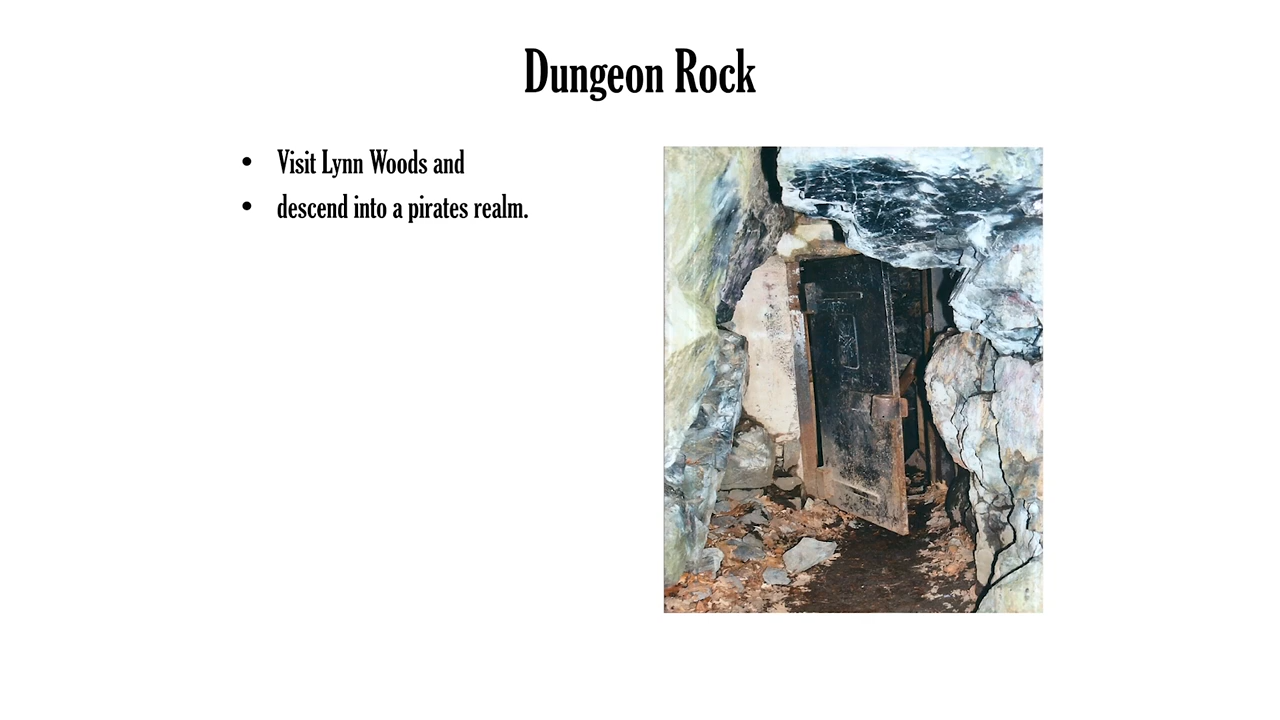 Dungeon Rock
• Visit Lynn Woods and
• descend into a pirates realm.